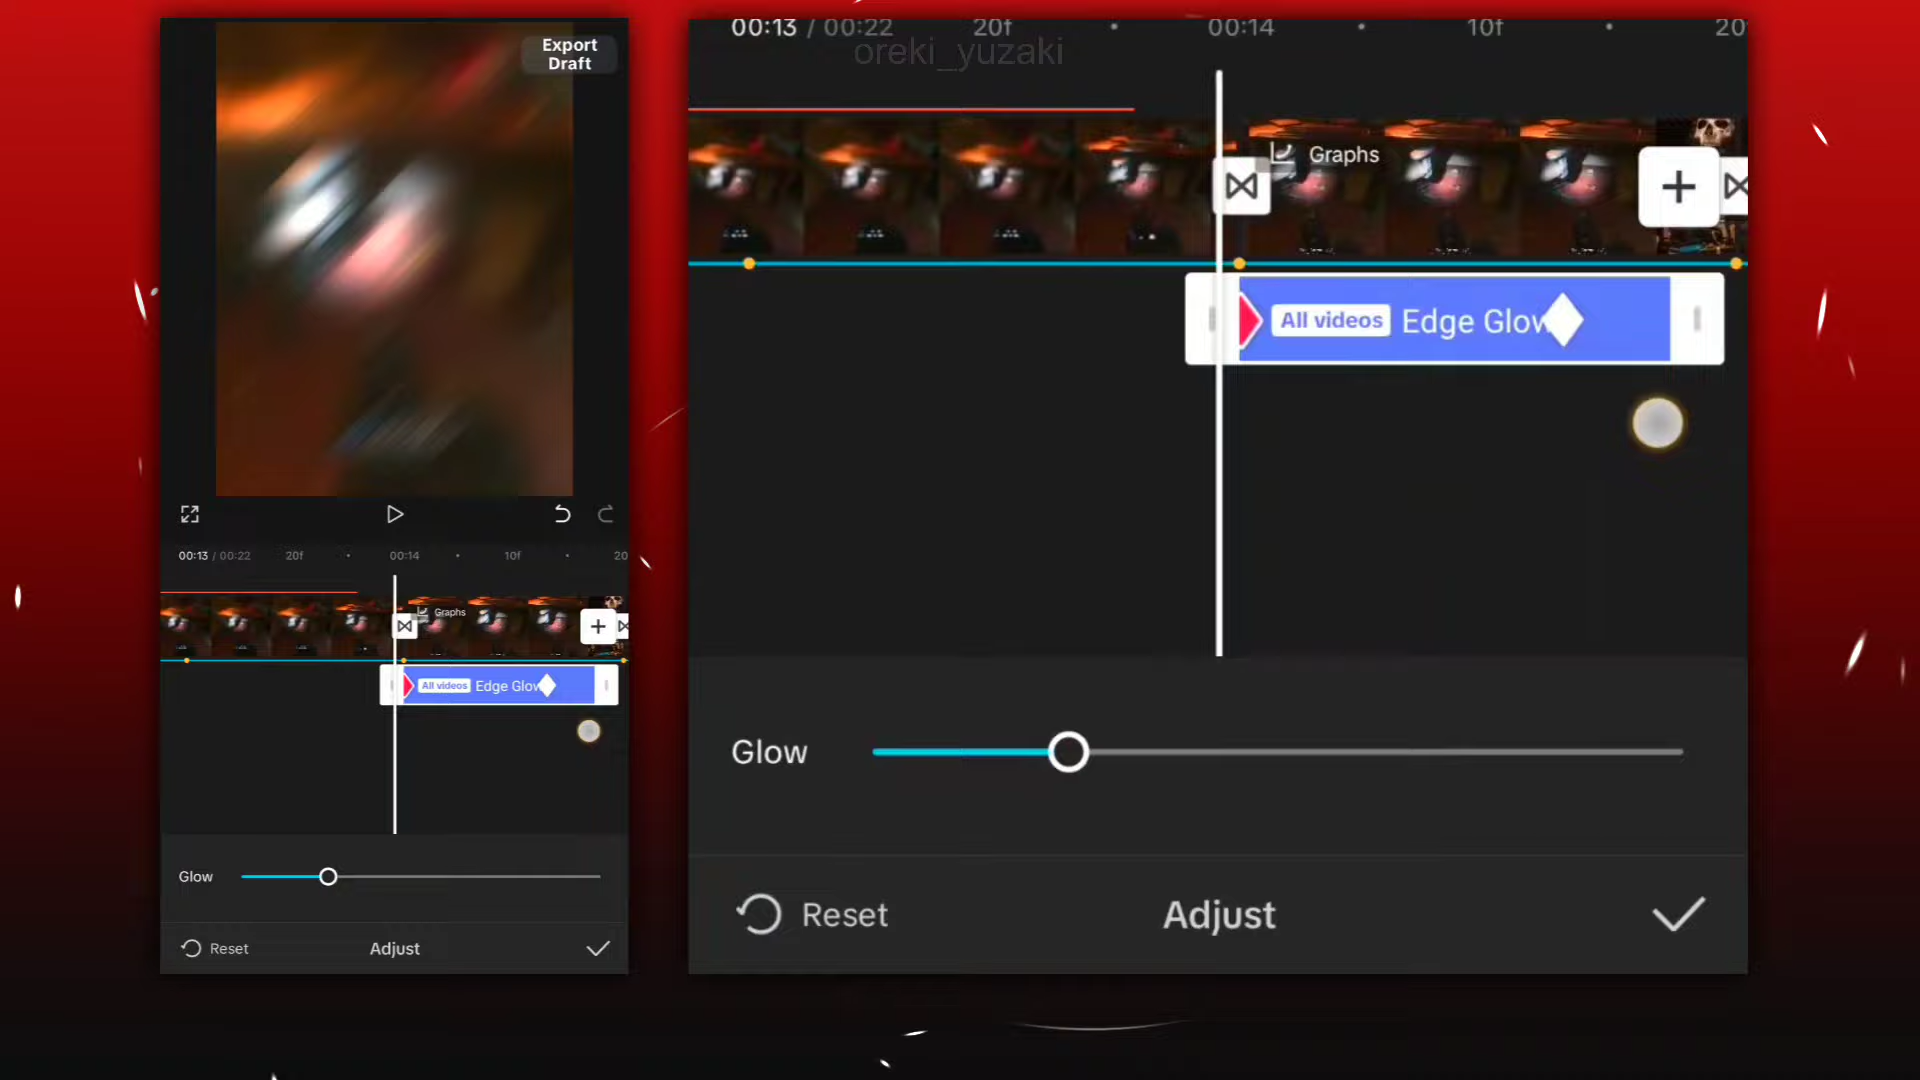 Export
Draft
00:13 / 00:22 20f 00:14 10f 20
Graphs
All videos Edge Glow
Glow
Reset Adjust
00:13 / 00:22 20f 00:14 10f 20
oreki_yuzaki
Graphs
All videos Edge Glow
Glow
Reset Adjust